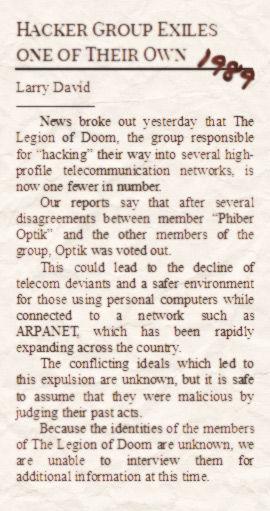 HACKER GROUP EXILES
ONE OF THEIR OWN 1989
Larry David
News broke out yesterday that The
Legion of Doom, the group responsible
for “hacking” their way into several high-
profile telecommunication networks, is
now one fewer in number.
Our reports say that after several
disagreements between member “Phiber
Optik” and the other members of the
group, Optik was voted out.
This could lead to the decline of
telecom deviants and a safer environment
for those using personal computers while
connected to a network such as
ARPANET, which has been rapidly
expanding across the country.
The conflicting ideals which led to
this expulsion are unknown, but it is safe
to assume that they were malicious by
judging their past acts.
Because the identities of the members
of The Legion of Doom are unknown, we
are unable to interview them for
additional information at this time.